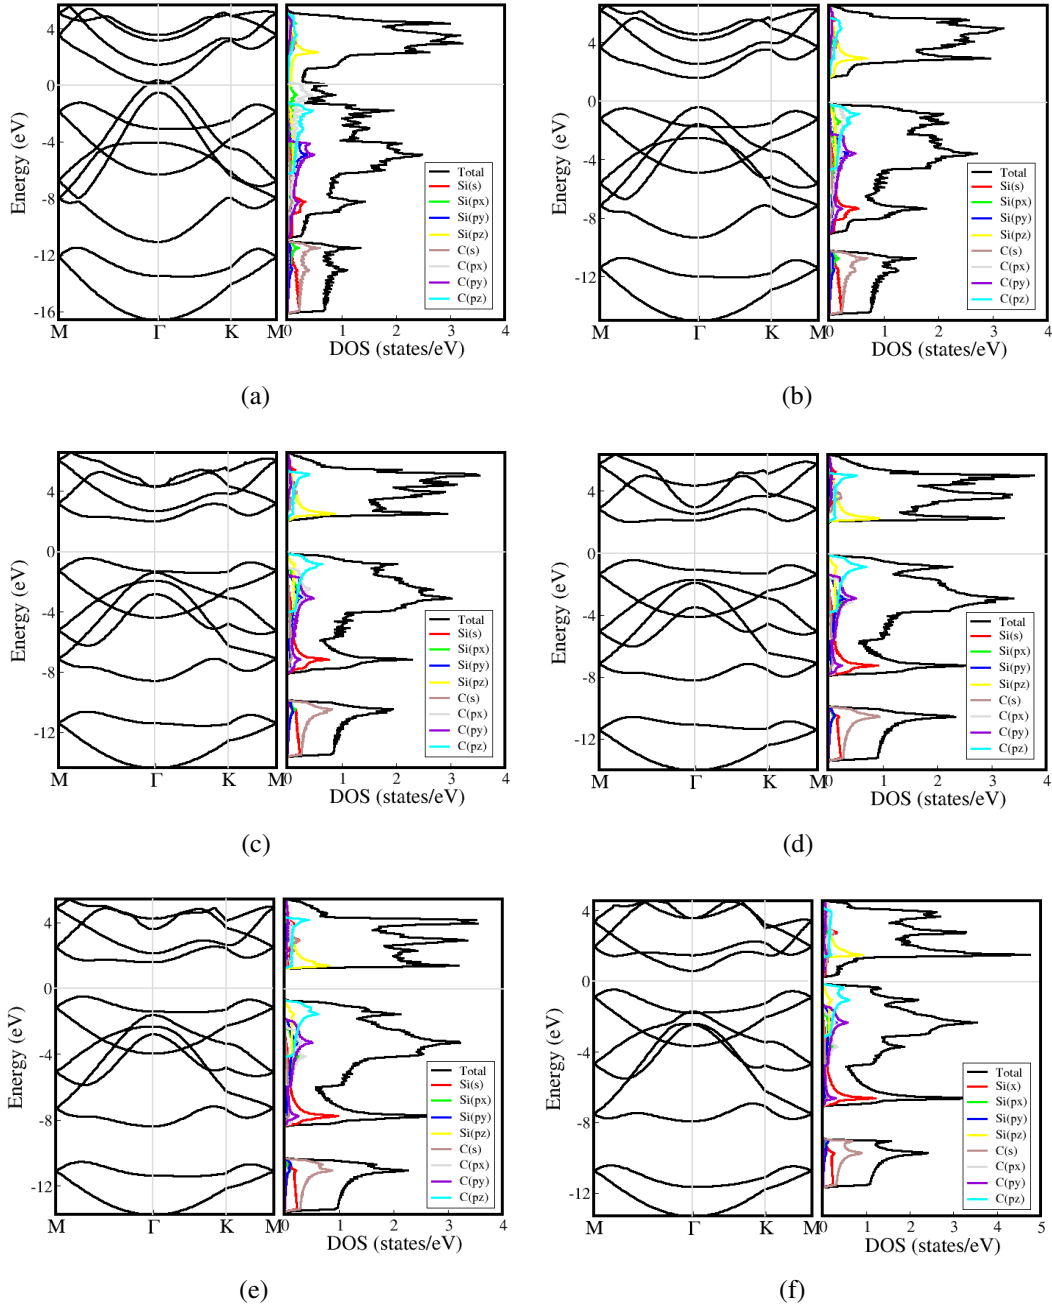 4
0
-4
-8
-12
-16
Energy (eV)
M Γ K M
Total
Si(s)
Si(px)
Si(py)
Si(pz)
C(s)
C(px)
C(py)
C(pz)
0 1 2 3 4
DOS (states/eV)
(a)
4
0
-4
-8
-12
Energy (eV)
M Γ K M
Total
Si(s)
Si(px)
Si(py)
Si(pz)
C(s)
C(px)
C(py)
C(pz)
0 1 2 3 4
DOS (states/eV)
(b)
4
0
-4
-8
-12
Energy (eV)
M Γ K M
Total
Si(s)
Si(px)
Si(py)
Si(pz)
C(s)
C(px)
C(py)
C(pz)
0 1 2 3 4
DOS (states/eV)
(c)
4
0
-4
-8
-12
Energy (eV)
M Γ K M
Total
Si(s)
Si(px)
Si(py)
Si(pz)
C(s)
C(px)
C(py)
C(pz)
0 1 2 3 4
DOS (states/eV)
(d)
4
0
-4
-8
-12
Energy (eV)
M Γ K M
Total
Si(s)
Si(px)
Si(py)
Si(pz)
C(s)
C(px)
C(py)
C(pz)
0 1 2 3 4
DOS (states/eV)
(e)
4
0
-4
-8
-12
Energy (eV)
M Γ K M
Total
Si(x)
Si(px)
Si(py)
Si(pz)
C(s)
C(px)
C(py)
C(pz)
0 1 2 3 4 5
DOS (states/eV)
(f)